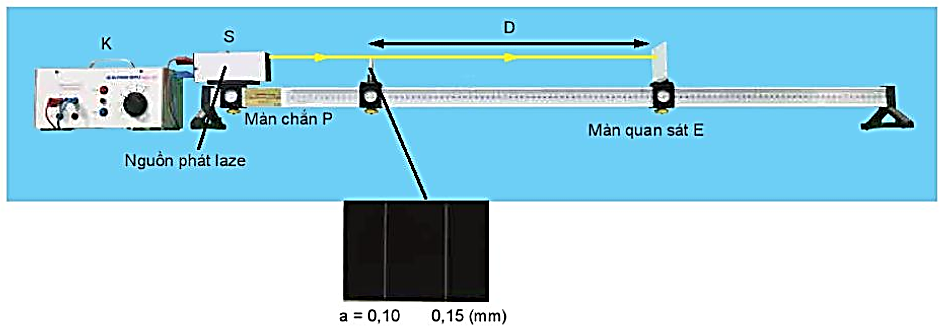 K
S
D
Màn chắn P
Màn quan sát E
Nguồn phát laze
a = 0,10 0,15 (mm)